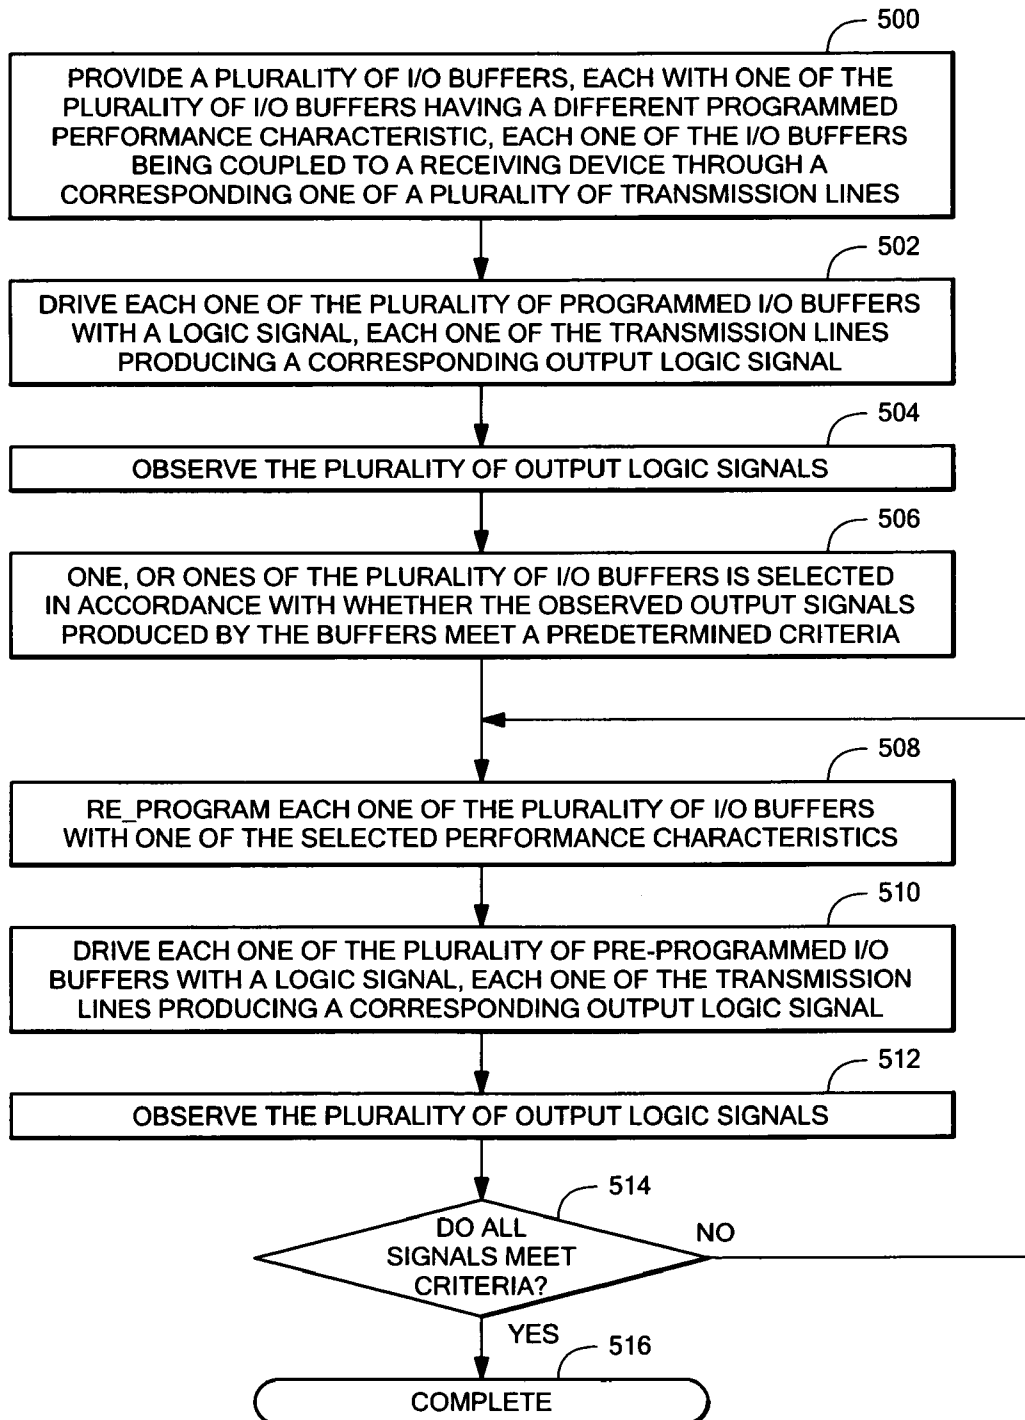 500
PROVIDE A PLURALITY OF I/O BUFFERS, EACH WITH ONE OF THE
PLURALITY OF I/O BUFFERS HAVING A DIFFERENT PROGRAMMED
PERFORMANCE CHARACTERISTIC, EACH ONE OF THE I/O BUFFERS
BEING COUPLED TO A RECEIVING DEVICE THROUGH A
CORRESPONDING ONE OF A PLURALITY OF TRANSMISSION LINES
502
DRIVE EACH ONE OF THE PLURALITY OF PROGRAMMED I/O BUFFERS
WITH A LOGIC SIGNAL, EACH ONE OF THE TRANSMISSION LINES
PRODUCING A CORRESPONDING OUTPUT LOGIC SIGNAL
504
OBSERVE THE PLURALITY OF OUTPUT LOGIC SIGNALS
506
ONE, OR ONES OF THE PLURALITY OF I/O BUFFERS IS SELECTED
IN ACCORDANCE WITH WHETHER THE OBSERVED OUTPUT SIGNALS
PRODUCED BY THE BUFFERS MEET A PREDETERMINED CRITERIA
508
RE_PROGRAM EACH ONE OF THE PLURALITY OF I/O BUFFERS
WITH ONE OF THE SELECTED PERFORMANCE CHARACTERISTICS
510
DRIVE EACH ONE OF THE PLURALITY OF PRE-PROGRAMMED I/O
BUFFERS WITH A LOGIC SIGNAL, EACH ONE OF THE TRANSMISSION
LINES PRODUCING A CORRESPONDING OUTPUT LOGIC SIGNAL
512
OBSERVE THE PLURALITY OF OUTPUT LOGIC SIGNALS
514
DO ALL
SIGNALS MEET
CRITERIA?
NO
YES
516
COMPLETE